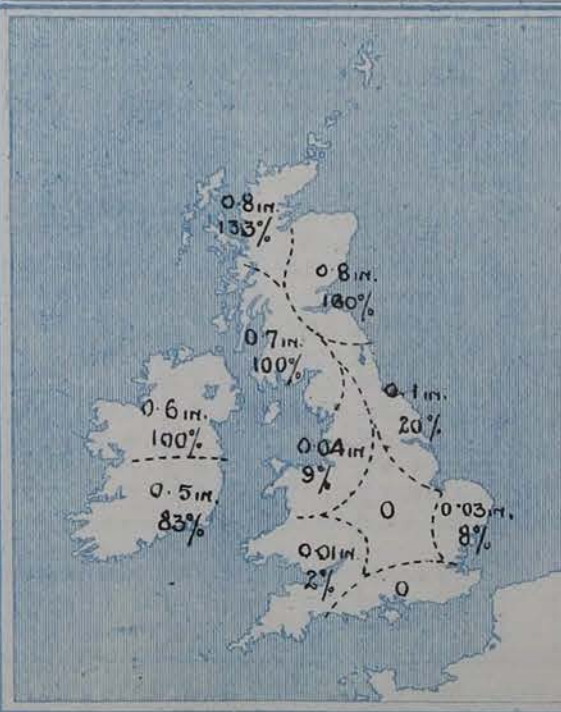 0.8 IN.
133%
0.8 IN.
160%
0.7 IN.
100%
0.6 IN.
100%
0.1 IN.
20%
0.04 IN
9%
0.5 IN.
83%
0
0.03 IN.
8%
0.01 IN.
2%
0